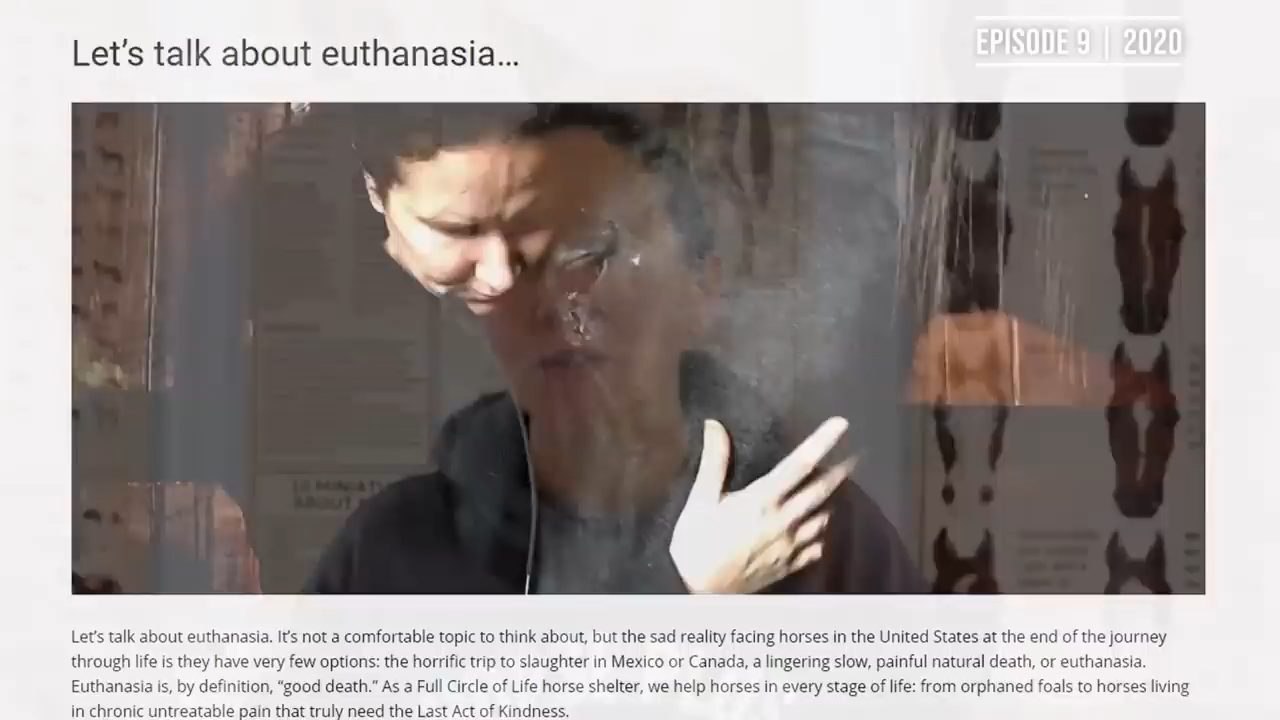 Let’s talk about euthanasia…
EPISODE 9 | 2020
Let’s talk about euthanasia. It’s not a comfortable topic to think about, but the sad reality facing horses in the United States at the end of the journey
through life is they have very few options: the horrific trip to slaughter in Mexico or Canada, a lingering slow, painful natural death, or euthanasia.
Euthanasia is, by definition, “good death.” As a Full Circle of Life horse shelter, we help horses in every stage of life: from orphaned foals to horses living
in chronic untreatable pain that truly need the Last Act of Kindness.